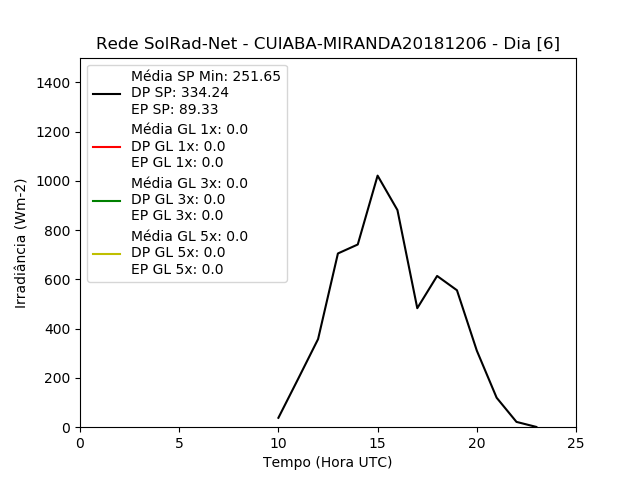 Rede SolRad-Net - CUIABA-MIRANDA20181206 - Dia [6]
Média SP Min: 251.65
DP SP: 334.24
EP SP: 89.33
Média GL 1x: 0.0
DP GL 1x: 0.0
EP GL 1x: 0.0
Média GL 3x: 0.0
DP GL 3x: 0.0
EP GL 3x: 0.0
Média GL 5x: 0.0
DP GL 5x: 0.0
EP GL 5x: 0.0
Irradiância (Wm-2)
1400
1200
1000
800
600
400
200
0
0 5 10 15 20 25
Tempo (Hora UTC)